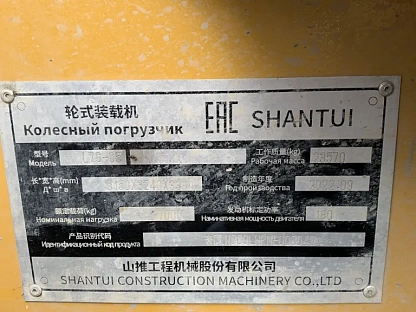 轮式装载机
Колесный погрузчик
EAC SHANTUI
型号
Модель
工作质量(kg)
Рабочая масса
长*宽*高(mm)
Д*ш*в
制造年度
Год производства
额定载荷(kg)
Номинальная нагрузка
发动机标定功率
Наминативная мощность двигателя
产品识别代码
Идентификационный код продукта
山推工程机械股份有限公司
SHANTUI CONSTRUCTION MACHINERY CO.,LTD